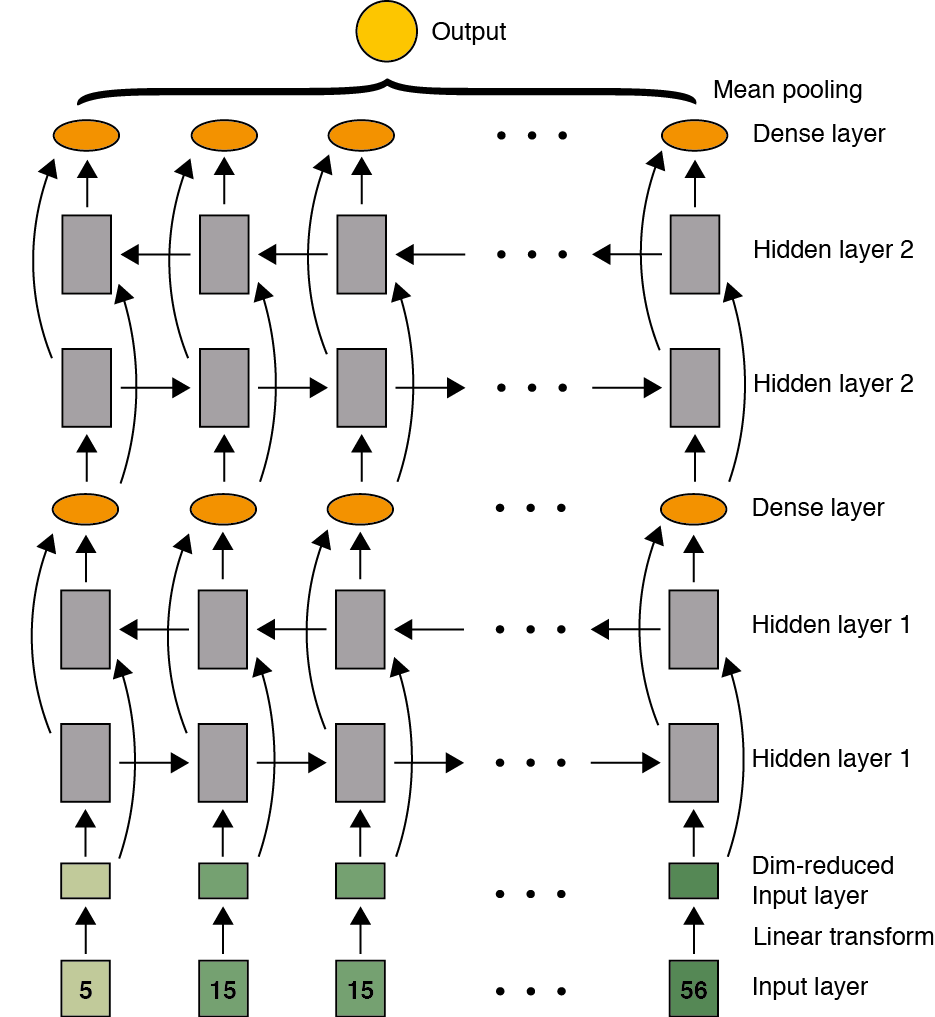 Output
Mean pooling
Dense layer
Hidden layer 2
Hidden layer 2
Dense layer
Hidden layer 1
Hidden layer 1
Dim-reduced
Input layer
Linear transform
5 15 15 56 Input layer